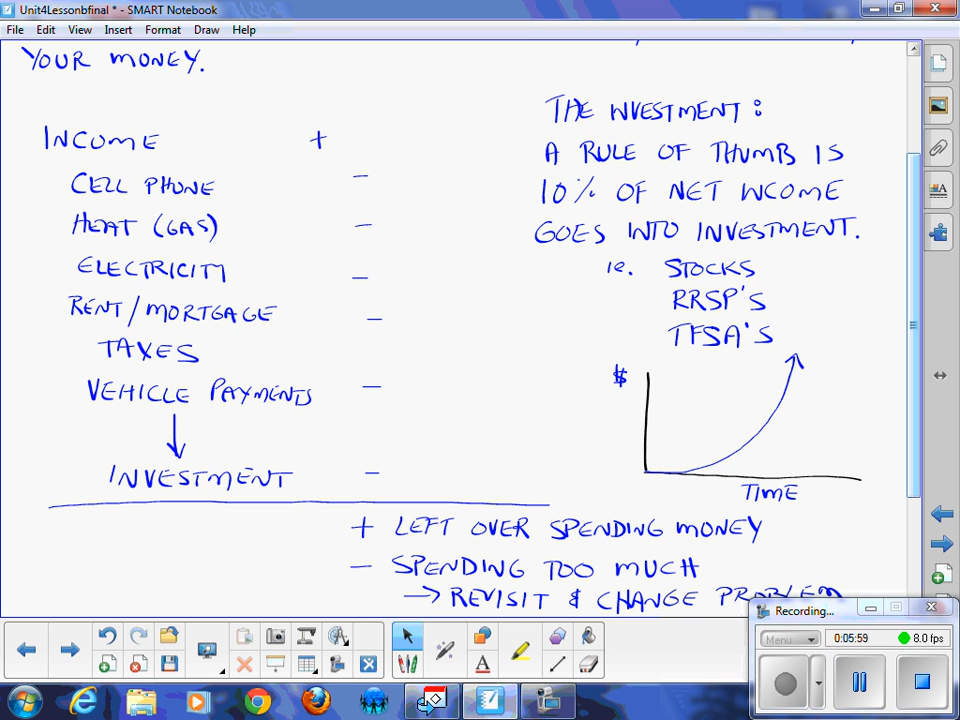 Unit4Lessonbfinal * - SMART Notebook
File Edit View Insert Format Draw Help
YOUR MONEY.
INCOME +
CELL PHONE -
HEAT (GAS) -
ELECTRICITY -
RENT/MORTGAGE -
TAXES
VEHICLE PAYMENTS -
INVESTMENT -
+ LEFT OVER SPENDING MONEY
- SPENDING TOO MUCH
→ REVISIT & CHANGE PROBLEM
THE INVESTMENT:
A RULE OF THUMB IS
10% OF NET INCOME
GOES INTO INVESTMENT.
ie. STOCKS
RRSP'S
TFSA'S
$
TIME
Recording...
Menu 0:05:59 8.0 fps